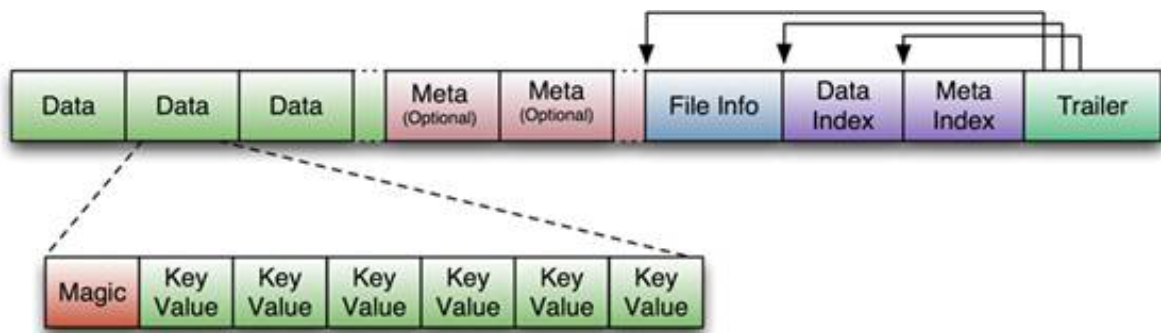 Data
Data
Data
Meta
(Optional)
Meta
(Optional)
File Info
Data
Index
Meta
Index
Trailer
Magic
Key
Value
Key
Value
Key
Value
Key
Value
Key
Value
Key
Value